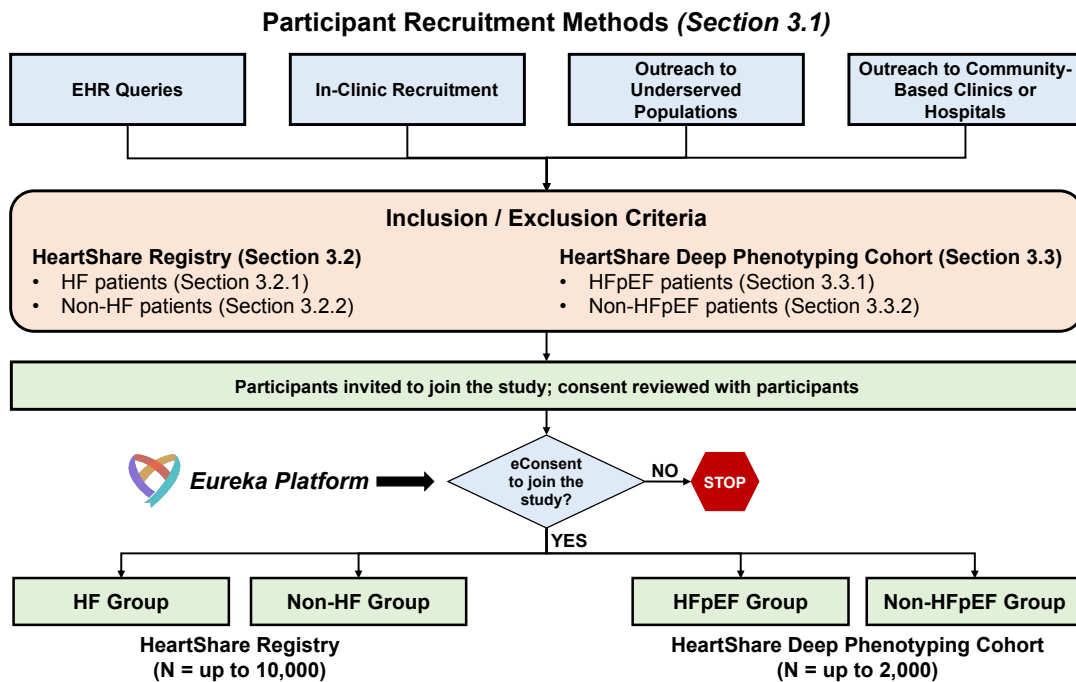 Participant Recruitment Methods (Section 3.1)
EHR Queries
In-Clinic Recruitment
Outreach to
Underserved
Populations
Outreach to Community-
Based Clinics or
Hospitals
Inclusion / Exclusion Criteria
HeartShare Registry (Section 3.2)
• HF patients (Section 3.2.1)
• Non-HF patients (Section 3.2.2)
HeartShare Deep Phenotyping Cohort (Section 3.3)
• HFpEF patients (Section 3.3.1)
• Non-HFpEF patients (Section 3.3.2)
Participants invited to join the study; consent reviewed with participants
Eureka Platform
eConsent
to join the
study?
NO
STOP
YES
HF Group
Non-HF Group
HFpEF Group
Non-HFpEF Group
HeartShare Registry
(N = up to 10,000)
HeartShare Deep Phenotyping Cohort
(N = up to 2,000)